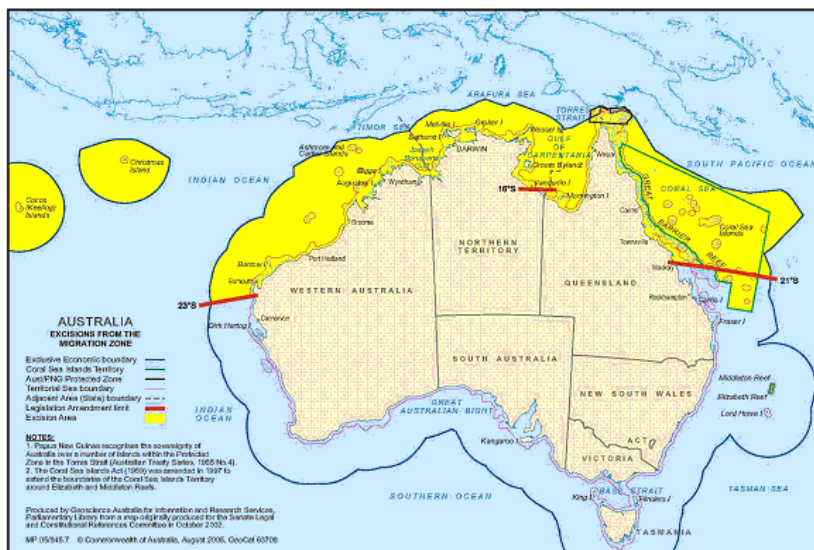 ARAFURA SEA
TORRES
STRAIT
TIMOR SEA
Melville I
Croker I
Wessel Is
Bathurst I
GULF
OF
CARPENTARIA
DARWIN
Ashmore and
Cartier Islands
Joseph
Bonaparte
Groote Eylandt
Weipa
SOUTH PACIFIC OCEAN
Christmas
Island
INDIAN OCEAN
Bigge I
Augustus I
Wyndham
Vanderlin I
16°S
Mornington I
GREAT
BARRIER
REEF
CORAL SEA
Cocos
(Keeling)
Islands
Broome
Cairns
Coral Sea
Islands
Townsville
NORTHERN
TERRITORY
Barrow I
Port Hedland
Exmouth
Mackay
21°S
WESTERN AUSTRALIA
QUEENSLAND
23°S
Rockhampton
Curtis I
Carnarvon
Dirk Hartog I
Fraser I
AUSTRALIA
EXCISIONS FROM THE
MIGRATION ZONE
SOUTH AUSTRALIA
Exclusive Economic boundary
Coral Sea Islands Territory
Aust/PNG Protected Zone
Territorial Sea boundary
Adjacent Area (State) boundary
Legislation Amendment limit
Excision Area
Middleton Reef
Elizabeth Reef
Lord Howe I
NEW SOUTH WALES
INDIAN
OCEAN
GREAT
AUSTRALIAN BIGHT
Kangaroo I
ACT
VICTORIA
NOTES:
1. Papua New Guinea recognises the sovereignty of
Australia over a number of islands within the Protected
Zone in the Torres Strait (Australian Treaty Series, 1985 No.4).
2. The Coral Sea Islands Act (1969) was amended in 1997 to
extend the boundaries of the Coral Sea Islands Territory
around Elizabeth and Middleton Reefs.
SOUTHERN OCEAN
King I
BASS STRAIT
Flinders I
TASMAN SEA
TASMANIA
Produced by Geoscience Australia for Information and Research Services,
Parliamentary Library from a map originally produced for the Senate Legal
and Constitutional References Committee in October 2002.
MP 05/845.7 © Commonwealth of Australia, August 2005, GeoCat 63706